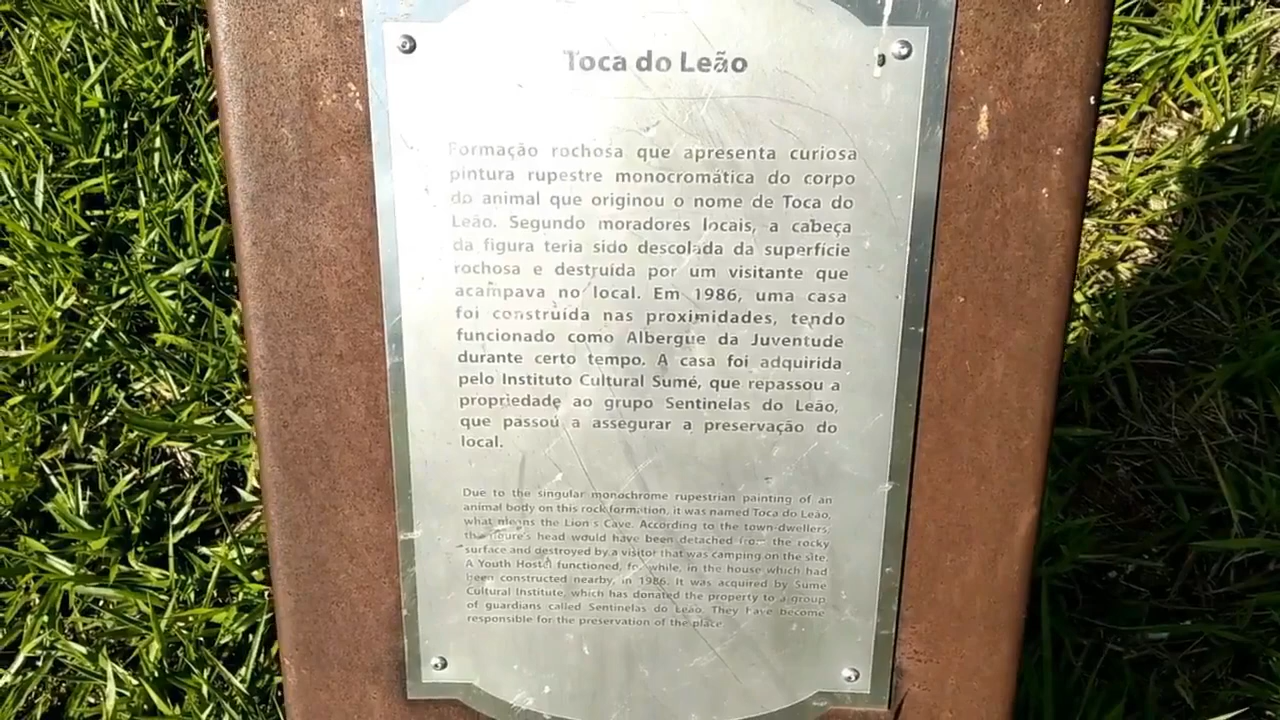 Toca do Leão
Formação rochosa que apresenta curiosa
pintura rupestre monocromática do corpo
do animal que originou o nome de Toca do
Leão. Segundo moradores locais, a cabeça
da figura teria sido descolada da superfície
rochosa e destruída por um visitante que
acampava no local. Em 1986, uma casa
foi construída nas proximidades, tendo
funcionado como Albergue da Juventude
durante certo tempo. A casa foi adquirida
pelo Instituto Cultural Sumé, que repassou a
propriedade ao grupo Sentinelas do Leão,
que passou a assegurar a preservação do
local.
Due to the singular monochrome rupestrian painting of an
animal body on this rock formation, it was named Toca do Leão,
what means the Lion's Cave. According to the town-dwellers,
the figure's head would have been detached from the rocky
surface and destroyed by a visitor that was camping on the site.
A Youth Hostel functioned, for while, in the house which had
been constructed nearby, in 1986. It was acquired by Sumé
Cultural Institute, which has donated the property to a group
of guardians called Sentinelas do Leão. They have become
responsible for the preservation of the place.